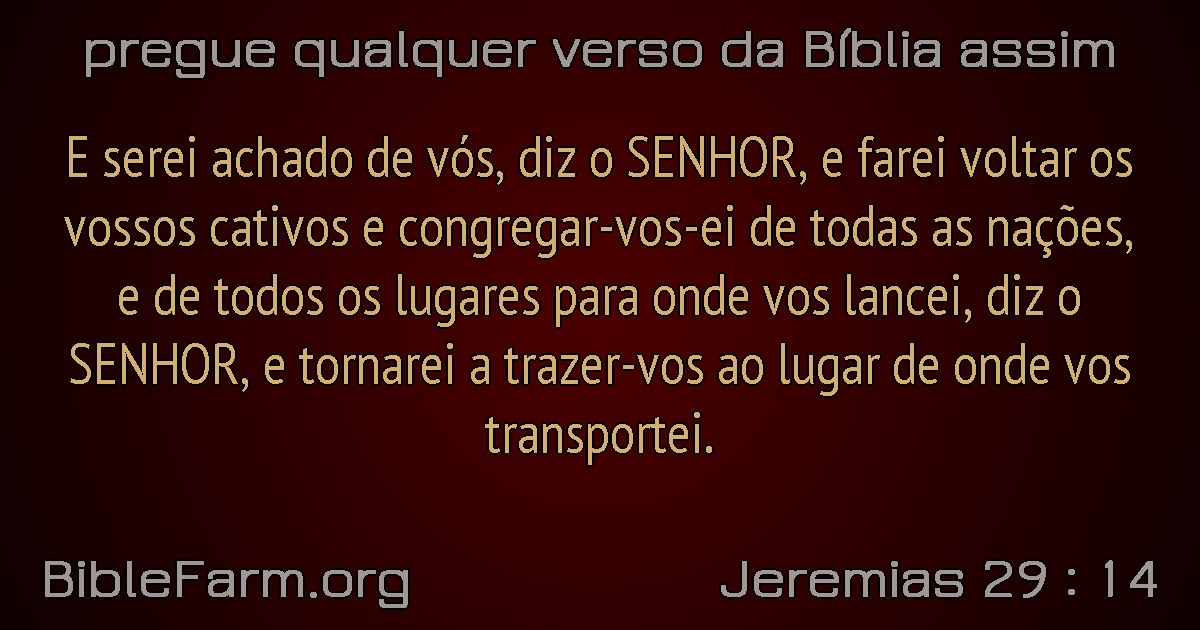 pregue qualquer verso da Bíblia assim
E serei achado de vós, diz o SENHOR, e farei voltar os
vossos cativos e congregar-vos-ei de todas as nações,
e de todos os lugares para onde vos lancei, diz o
SENHOR, e tornarei a trazer-vos ao lugar de onde vos
transportei.
BibleFarm.org
Jeremias 29 : 14